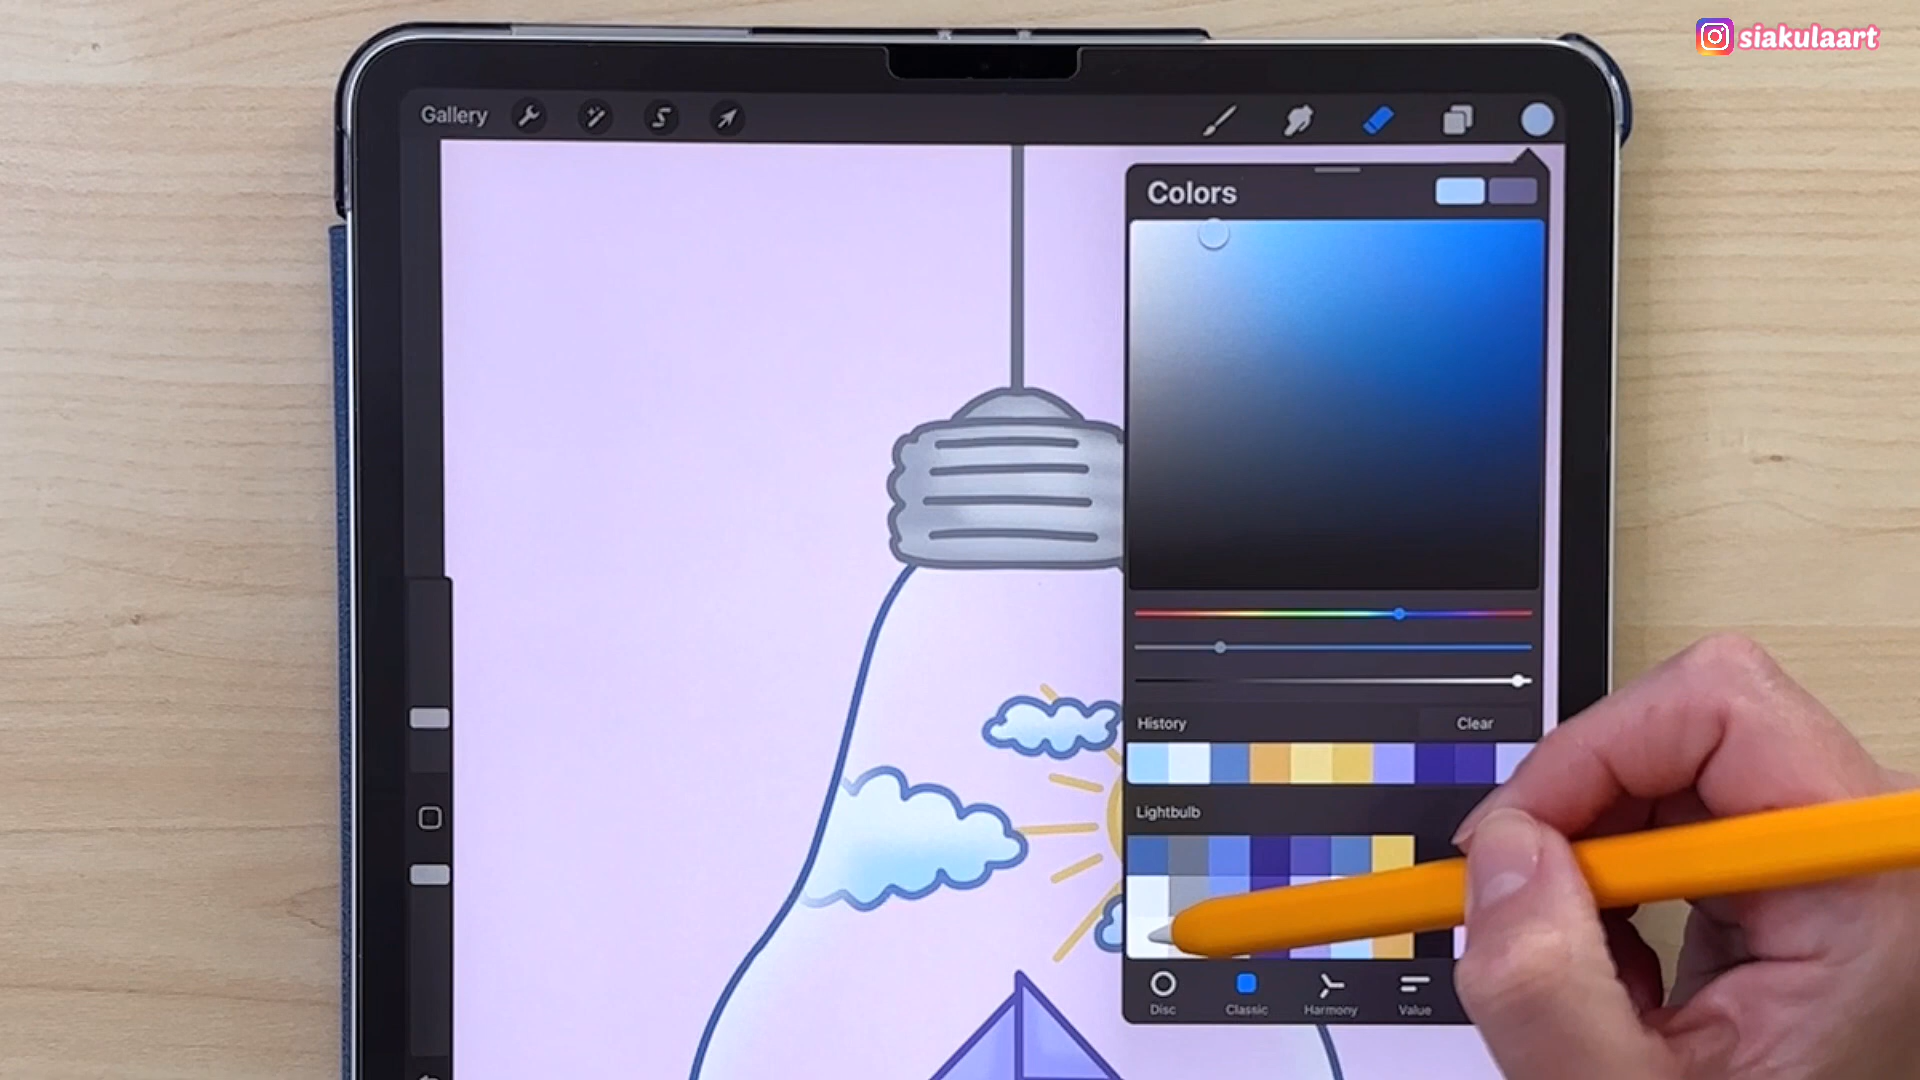 siakulaart
Gallery
Colors
History
Clear
Lightbulb
Disc
Classic
Harmony
Value